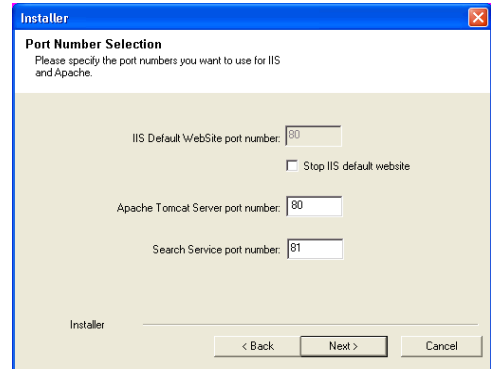 Installer
Port Number Selection
Please specify the port numbers you want to use for IIS
and Apache.
IIS Default WebSite port number: 80
Stop IIS default website
Apache Tomcat Server port number: 80
Search Service port number: 81
Installer
< Back Next > Cancel